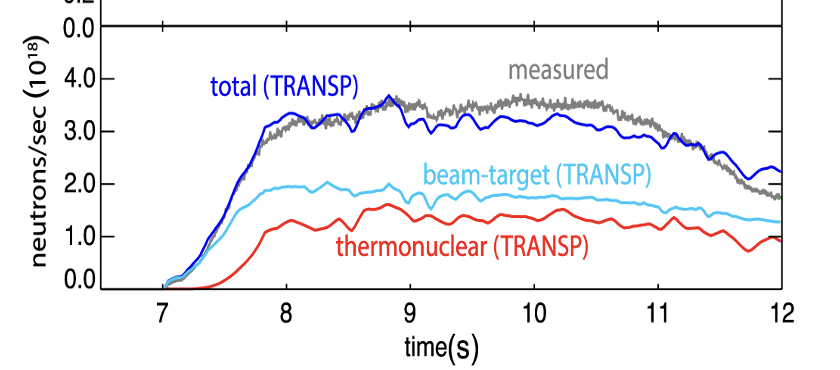 0.0
4.0
3.0
2.0
1.0
0.0
neutrons/sec (10¹⁸)
total (TRANSP)
measured
beam-target (TRANSP)
thermonuclear (TRANSP)
7 8 9 10 11 12
time(s)